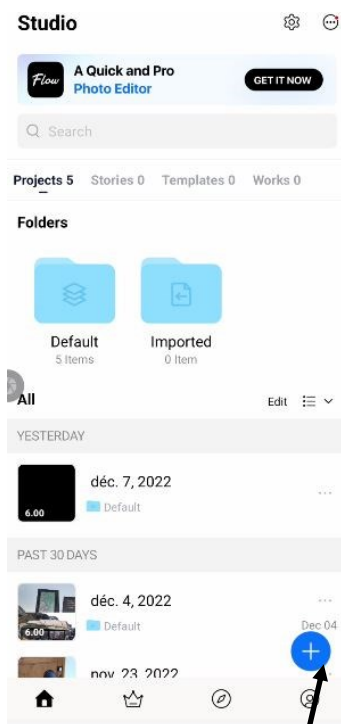 Studio
Flow
A Quick and Pro
Photo Editor
GET IT NOW
Search
Projects 5 Stories 0 Templates 0 Works 0
Folders
Default
5 Items
Imported
0 Item
All
Edit
YESTERDAY
6.00
déc. 7, 2022
Default
PAST 30 DAYS
6.00
déc. 4, 2022
Default
Dec 04
nov. 23, 2022